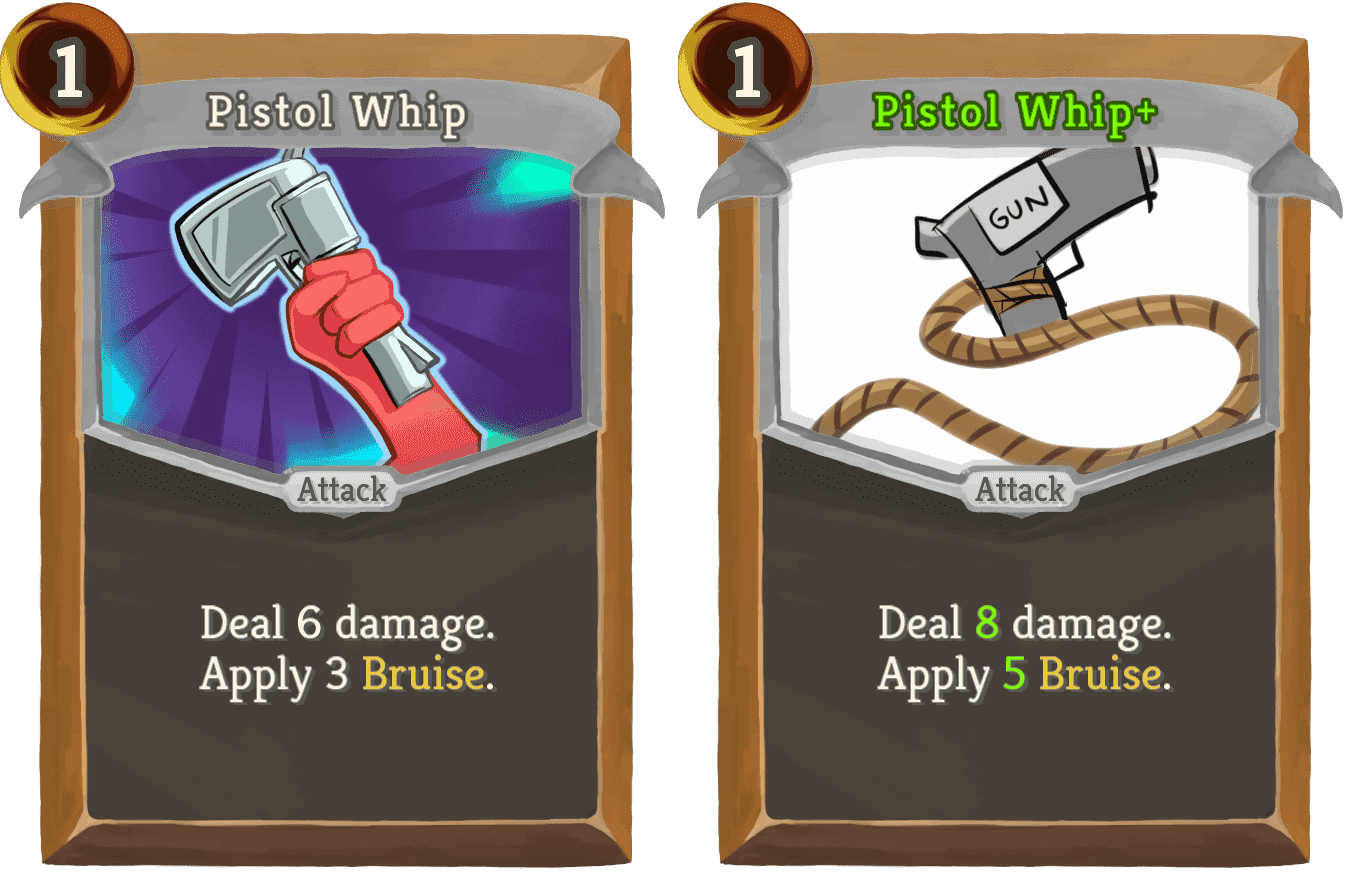 1
Pistol Whip
Attack
Deal 6 damage.
Apply 3 Bruise.
1
Pistol Whip+
GUN
Attack
Deal 8 damage.
Apply 5 Bruise.